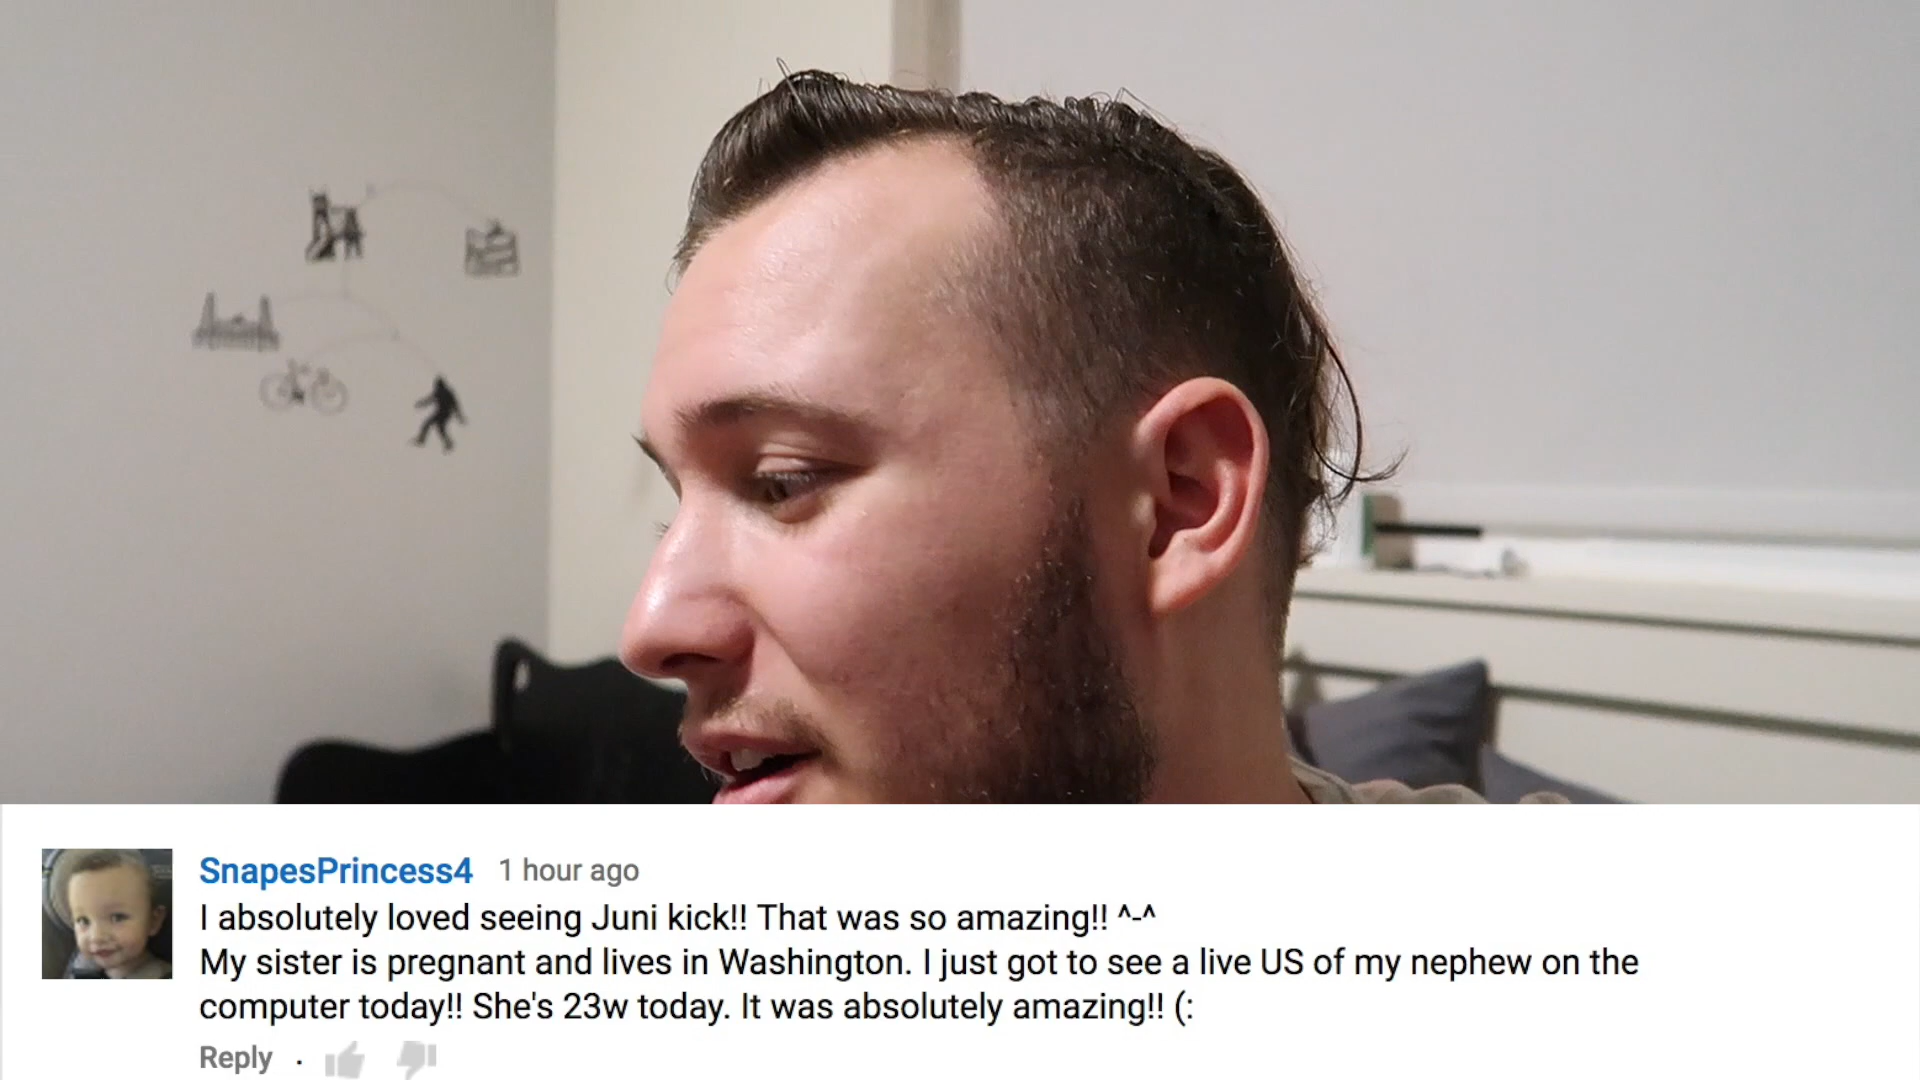 SnapesPrincess4 1 hour ago
I absolutely loved seeing Juni kick!! That was so amazing!! ^-^
My sister is pregnant and lives in Washington. I just got to see a live US of my nephew on the
computer today!! She's 23w today. It was absolutely amazing!! (:
Reply ·